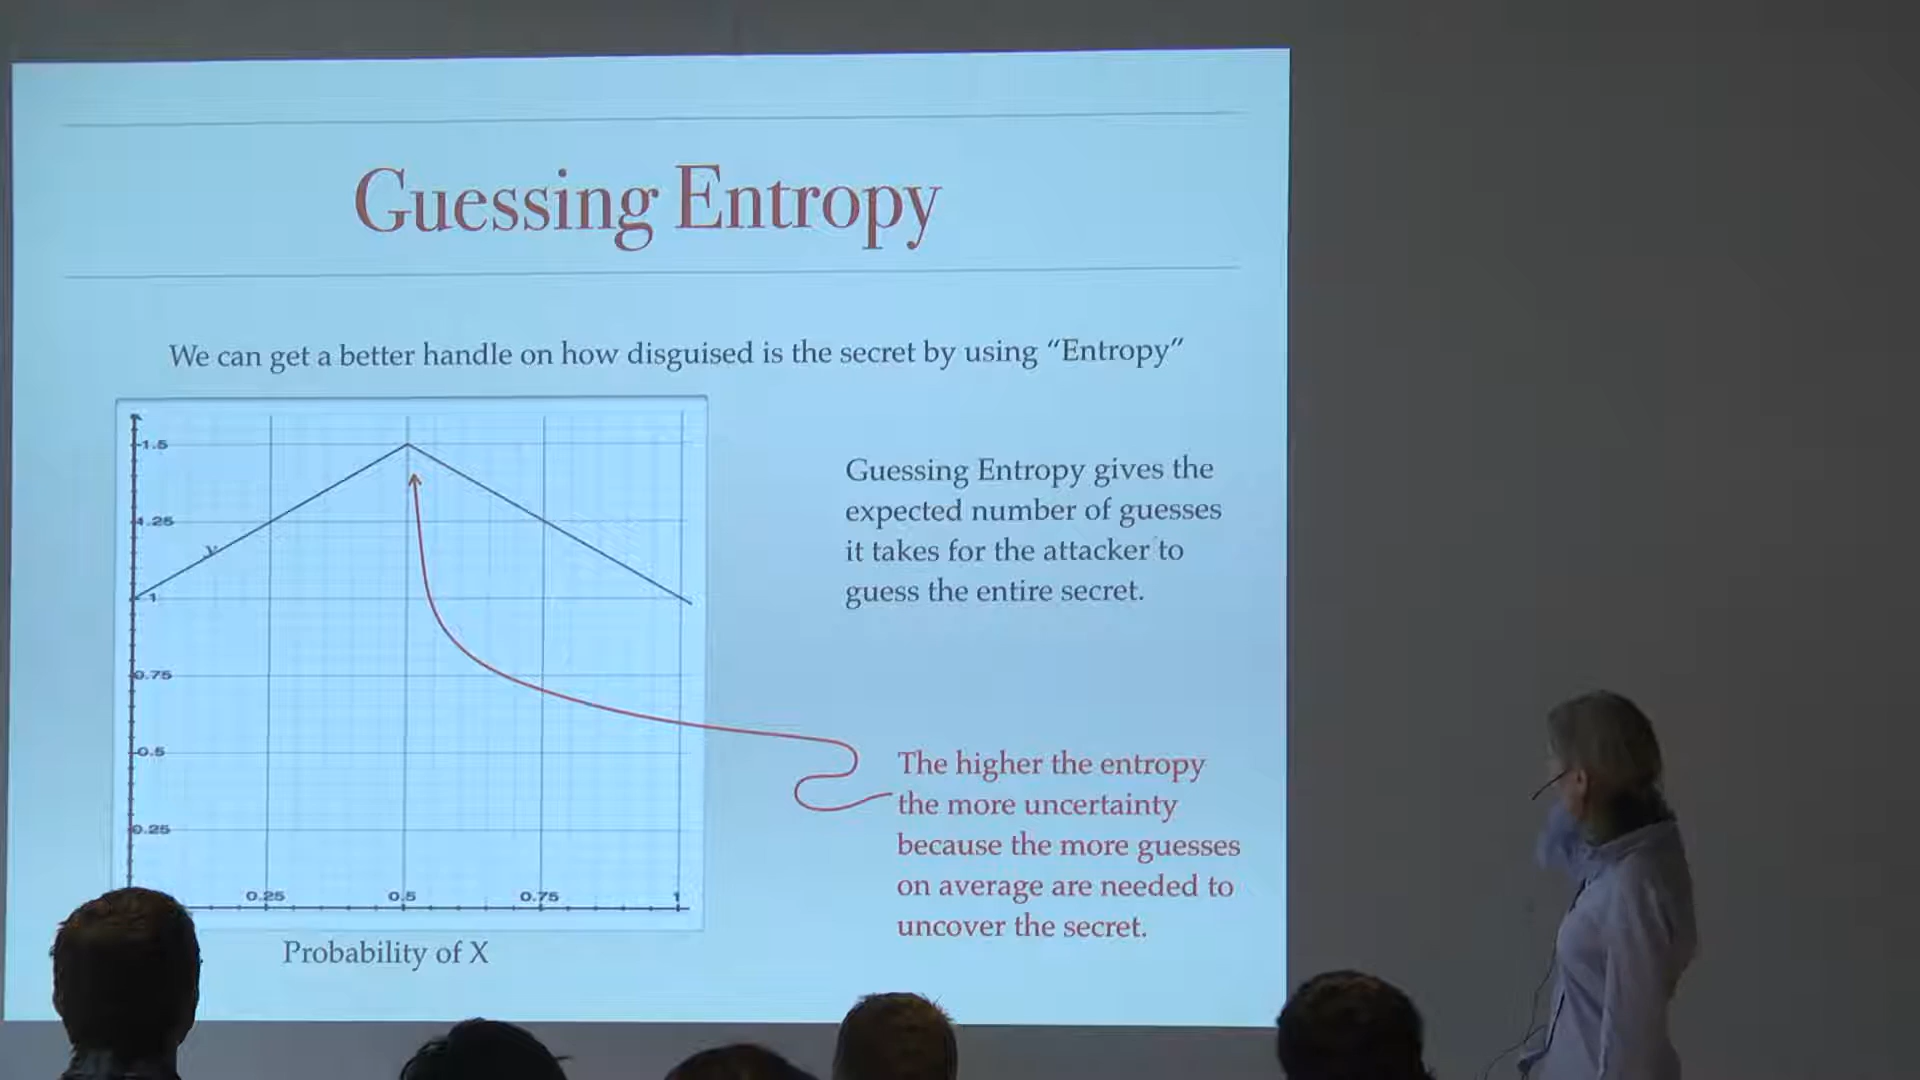 Guessing Entropy
We can get a better handle on how disguised is the secret by using “Entropy”
1.5
1.25
1
0.75
0.5
0.25
0.25 0.5 0.75 1
Probability of X
Guessing Entropy gives the
expected number of guesses
it takes for the attacker to
guess the entire secret.
The higher the entropy
the more uncertainty
because the more guesses
on average are needed to
uncover the secret.